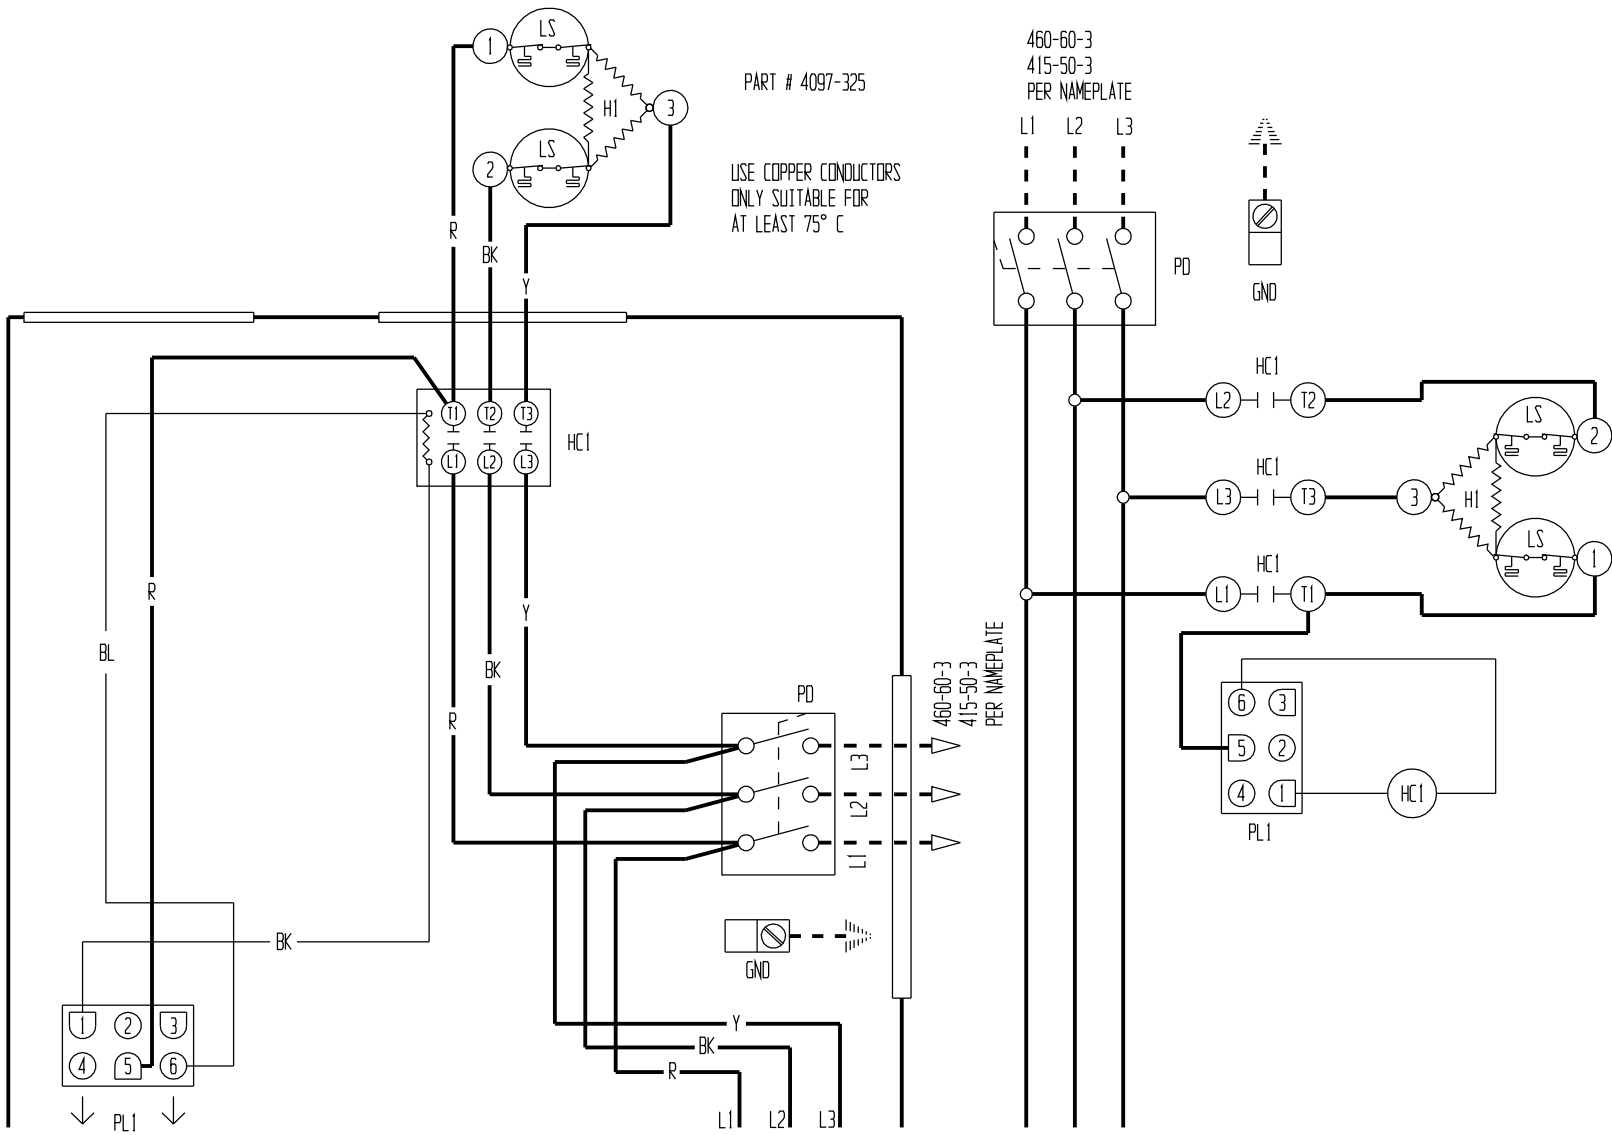 LS
1
PART # 4097-325
H1
3
LS
2
USE COPPER CONDUCTORS
ONLY SUITABLE FOR
AT LEAST 75° C
R
BK
Y
T1
T2
T3
HC1
L1
L2
L3
R
BL
Y
BK
R
PD
L3
L2
L1
460-60-3
415-50-3
PER NAMEPLATE
GND
BK
1
2
3
4
5
6
PL1
Y
BK
R
L1
L2
L3
460-60-3
415-50-3
PER NAMEPLATE
L1
L2
L3
PD
GND
HC1
L2
T2
LS
2
HC1
L3
T3
3
H1
HC1
LS
1
L1
T1
6
3
5
2
4
1
HC1
PL1